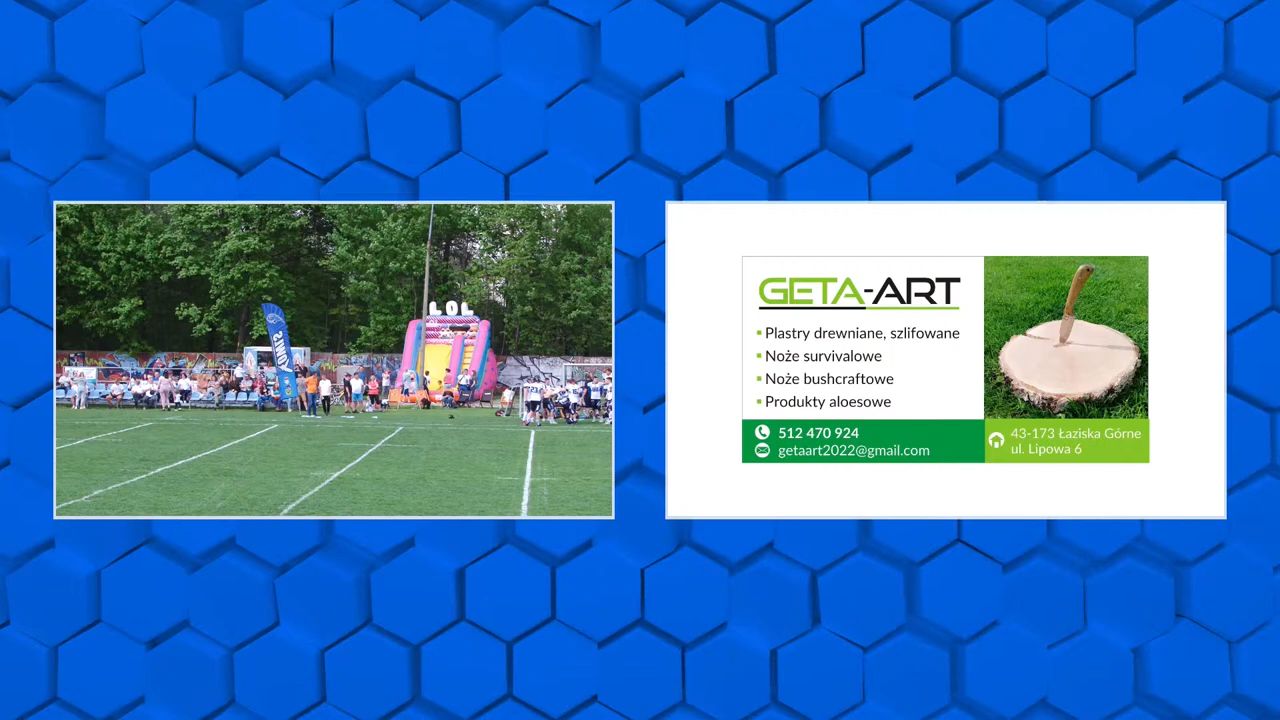 LOL
GETA-ART
Plastry drewniane, szlifowane
Noże survivalowe
Noże bushcraftowe
Produkty aloesowe
512 470 924
getaart2022@gmail.com
43-173 Łaziska Górne
ul. Lipowa 6